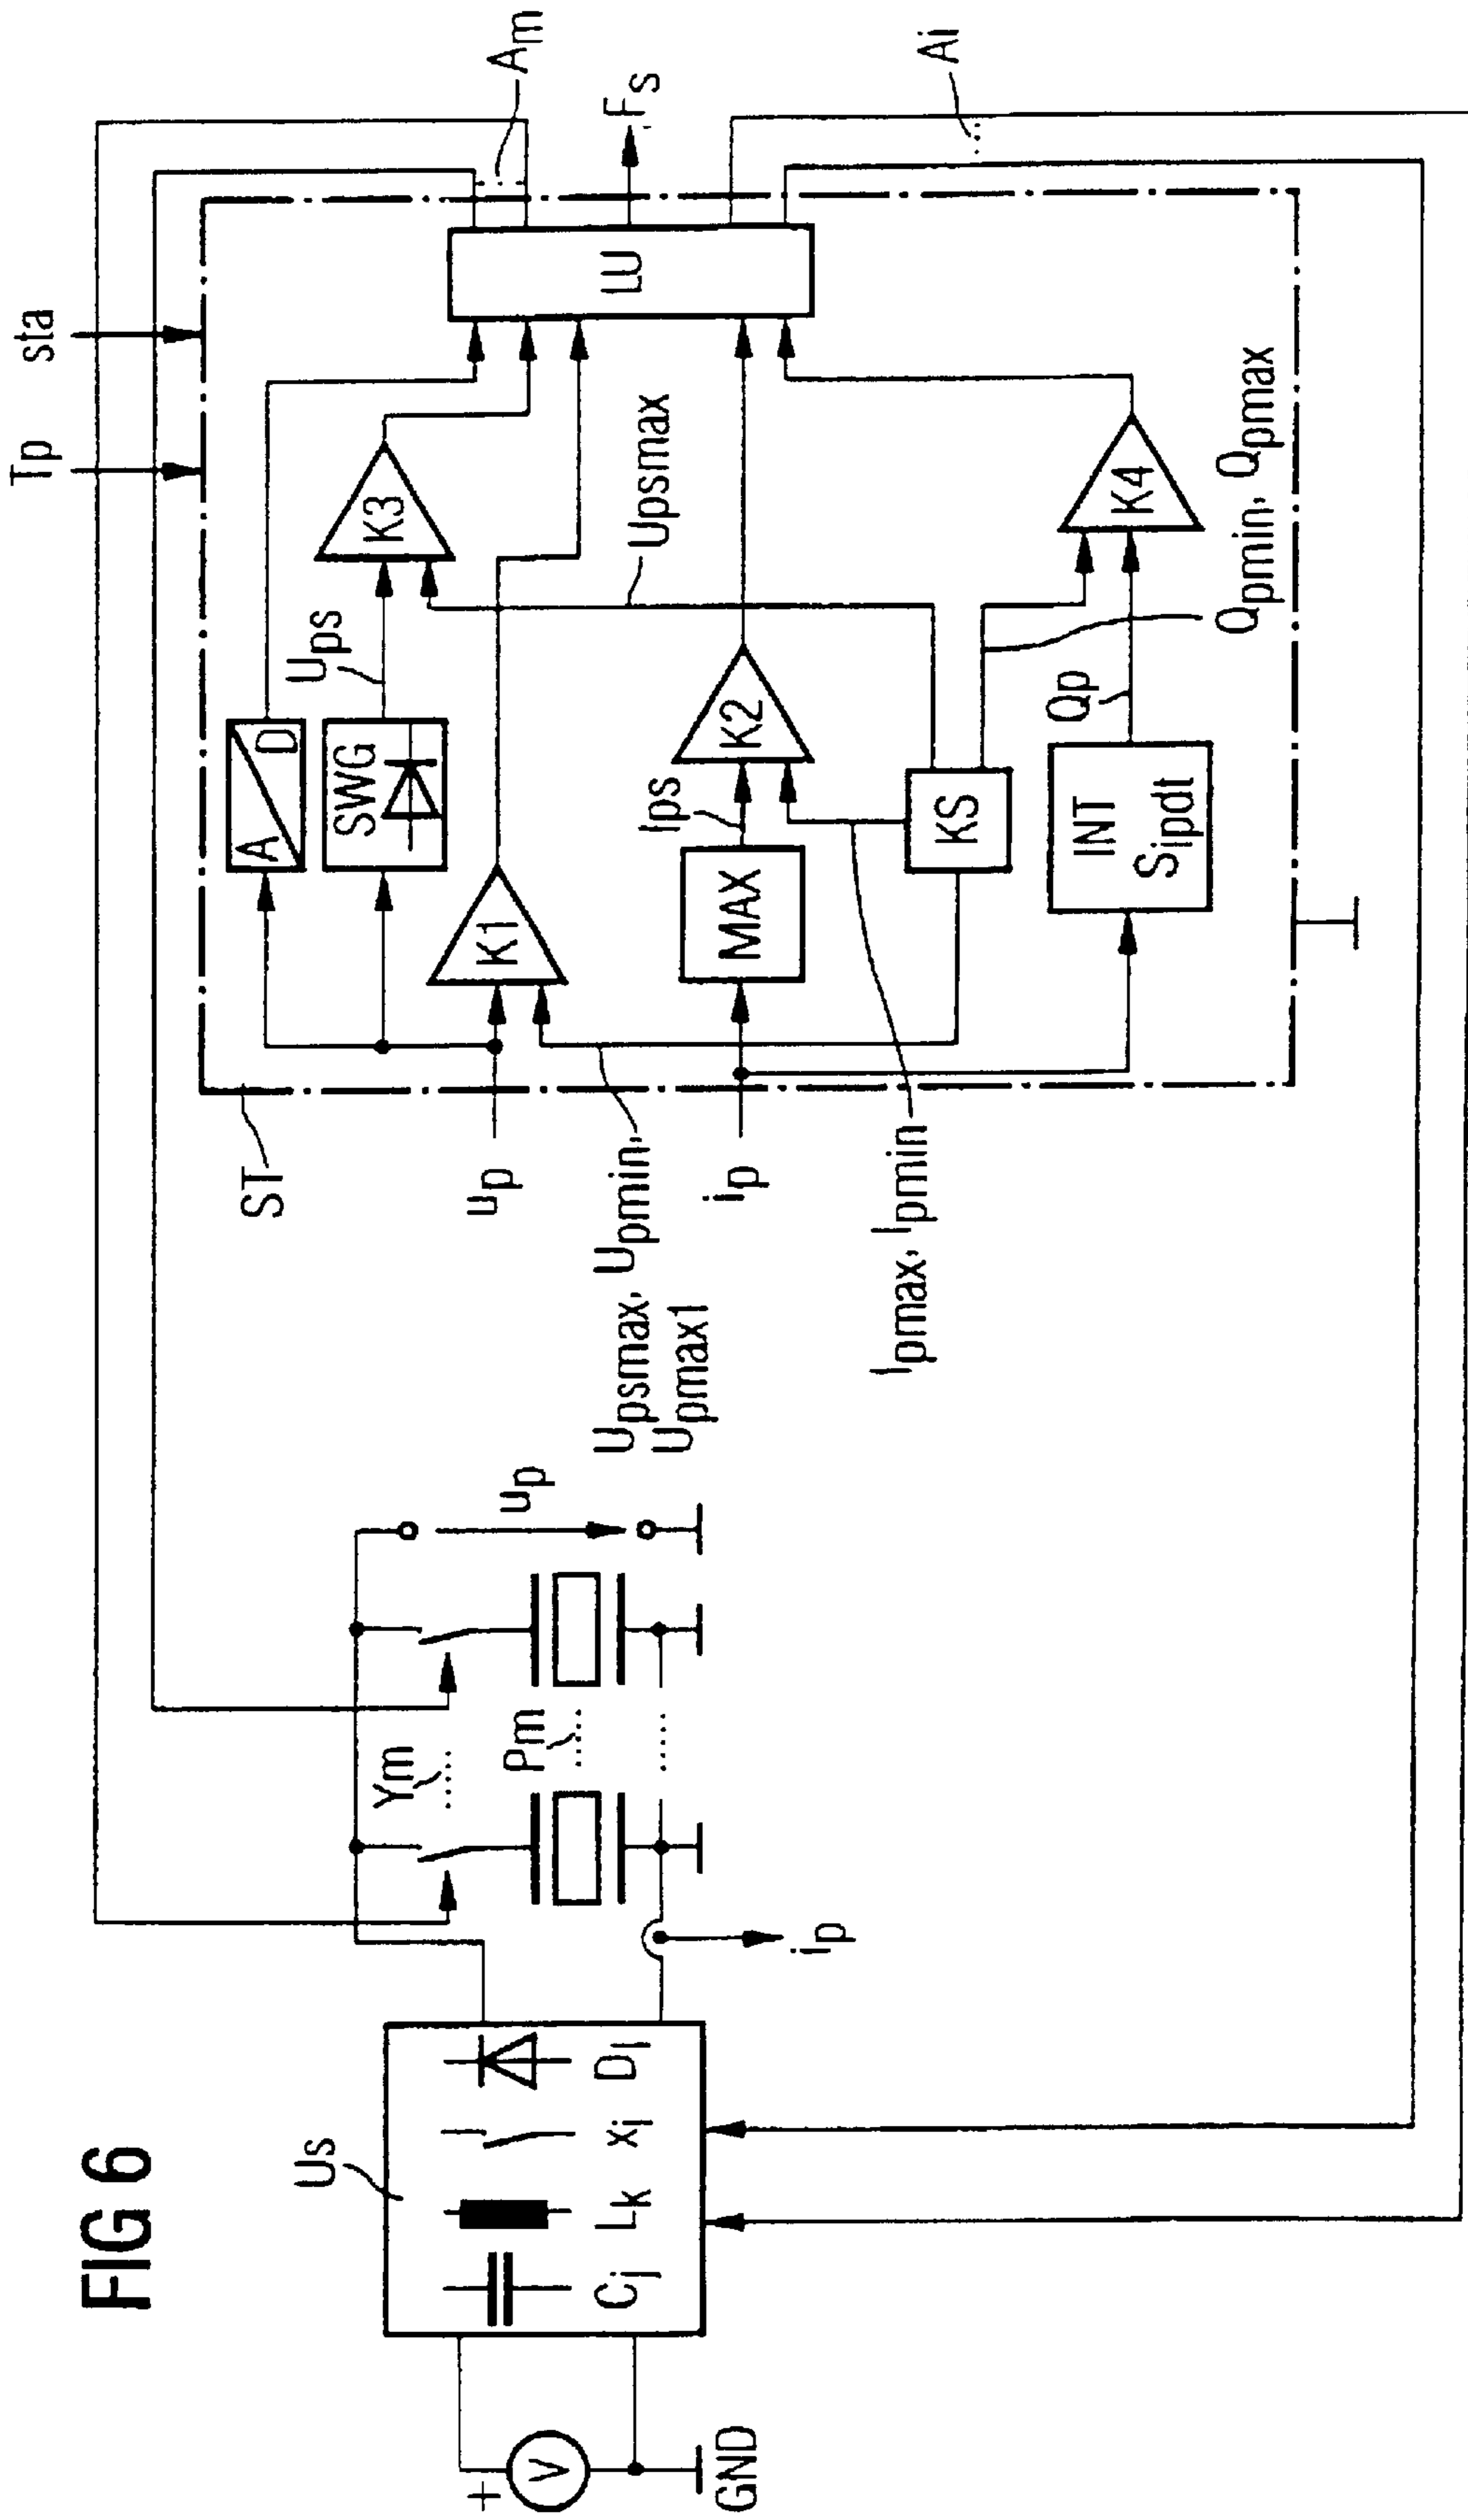 FIG 6
Tp
sta
Am
Fs
Ai
ST
A
D
SWG
Ups
K3
LE
K1
Upsmax
up
Upsmax, Upmin,
Upmax1
MAX
Ips
K2
ip
Ipmax, Ipmin
KS
INT
Sipdt
Qp
K4
Qpmin, Qpmax
Us
Ym
Pm
up
ip
+
V
GND
Cj
Lk
xi
Dl